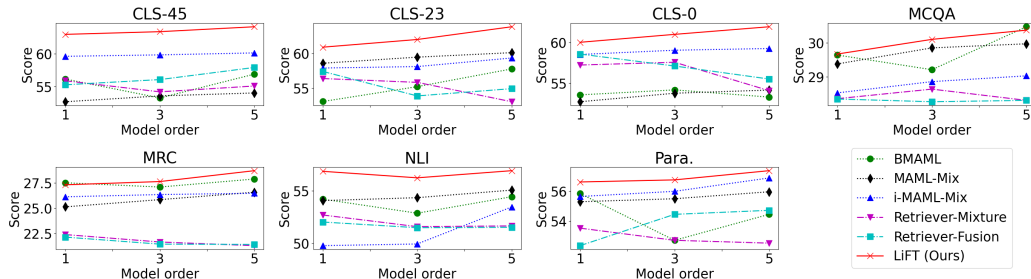 CLS-45
Score
60
55
1
3
5
Model order
CLS-23
Score
60
55
1
3
5
Model order
CLS-0
Score
60
55
1
3
5
Model order
MCQA
Score
30
29
1
3
5
Model order
MRC
Score
27.5
25.0
22.5
1
3
5
Model order
NLI
Score
55
50
1
3
5
Model order
Para.
Score
56
54
1
3
5
Model order
BMAML
MAML-Mix
i-MAML-Mix
Retriever-Mixture
Retriever-Fusion
LiFT (Ours)